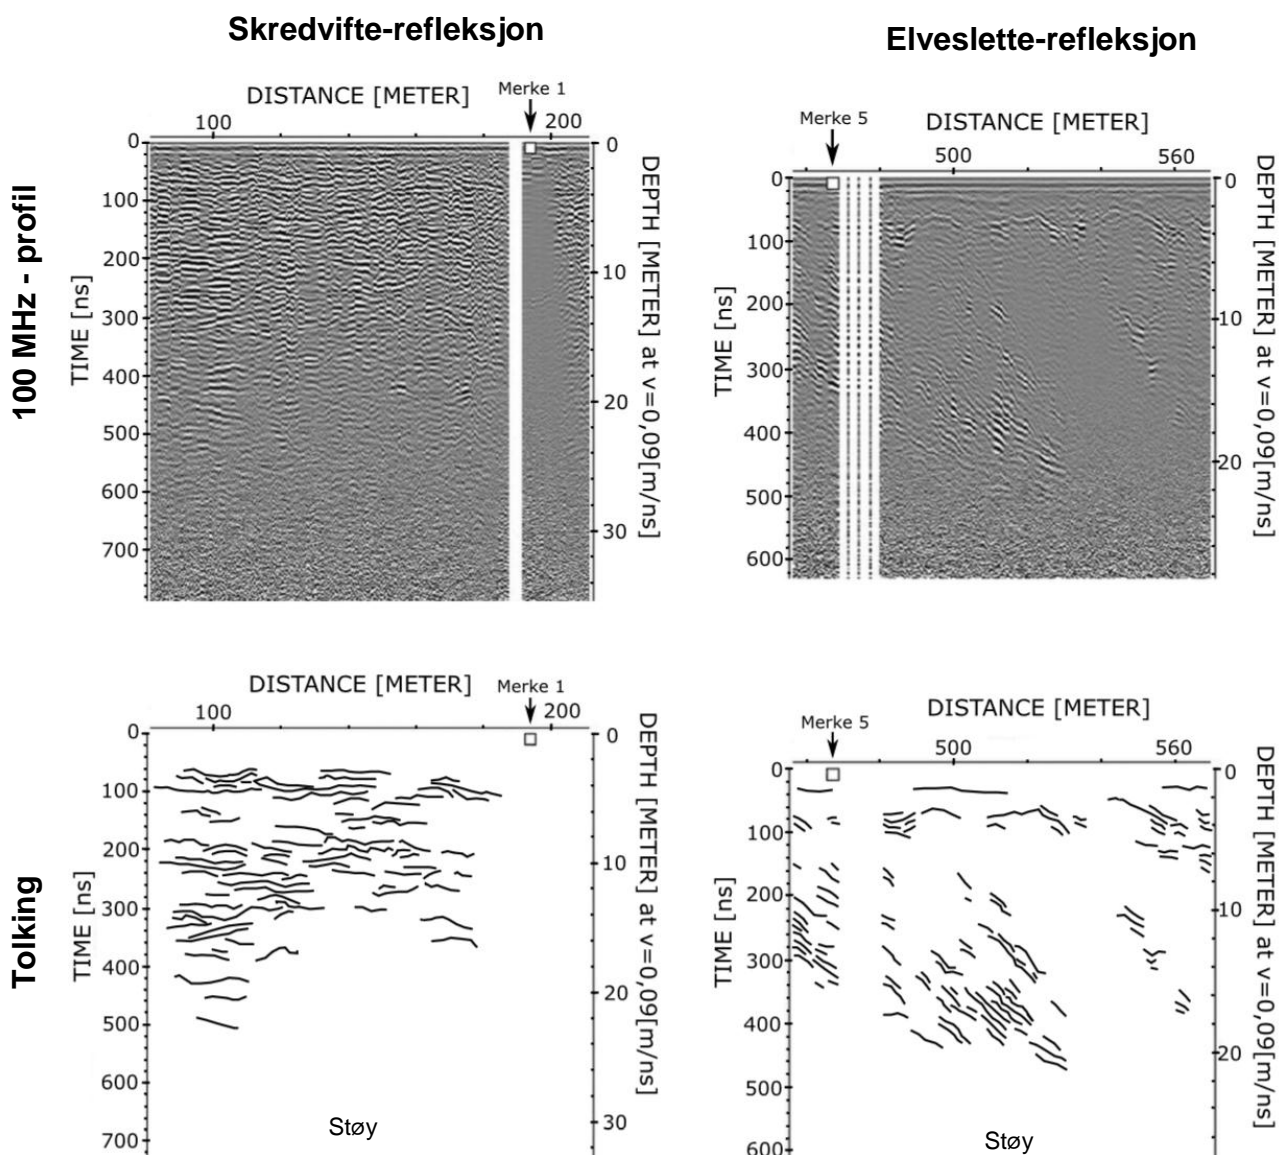 Skredvifte-refleksjon
Elveslette-refleksjon
100 MHz - profil
DISTANCE [METER]
Merke 1
100
200
TIME [ns]
0
100
200
300
400
500
600
700
0
10
20
30
DEPTH [METER] at v=0,09[m/ns]
Merke 5
DISTANCE [METER]
500
560
TIME [ns]
0
100
200
300
400
500
600
0
10
20
DEPTH [METER] at v=0,09[m/ns]
Tolking
DISTANCE [METER]
Merke 1
100
200
TIME [ns]
0
100
200
300
400
500
600
700
0
10
20
30
DEPTH [METER] at v=0,09[m/ns]
Støy
Merke 5
DISTANCE [METER]
500
560
TIME [ns]
0
100
200
300
400
500
600
0
10
20
DEPTH [METER] at v=0,09[m/ns]
Støy